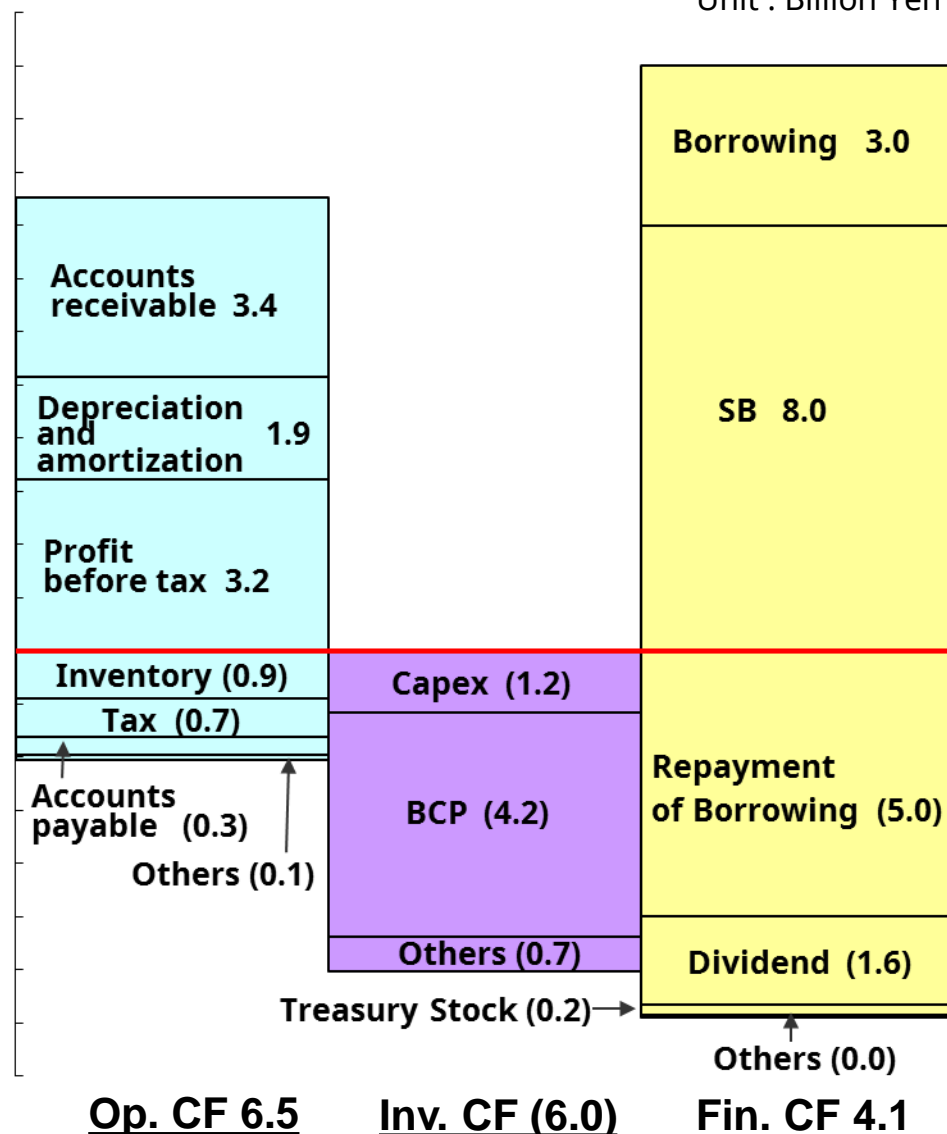 Unit : Billion Yen
Borrowing 3.0
Accounts
receivable 3.4
SB 8.0
Depreciation
and 1.9
amortization
Profit
before tax 3.2
Inventory (0.9)
Capex (1.2)
Tax (0.7)
Repayment
of Borrowing (5.0)
Accounts
payable (0.3)
BCP (4.2)
Others (0.1)
Others (0.7)
Dividend (1.6)
Treasury Stock (0.2)
Others (0.0)
Op. CF 6.5 Inv. CF (6.0) Fin. CF 4.1